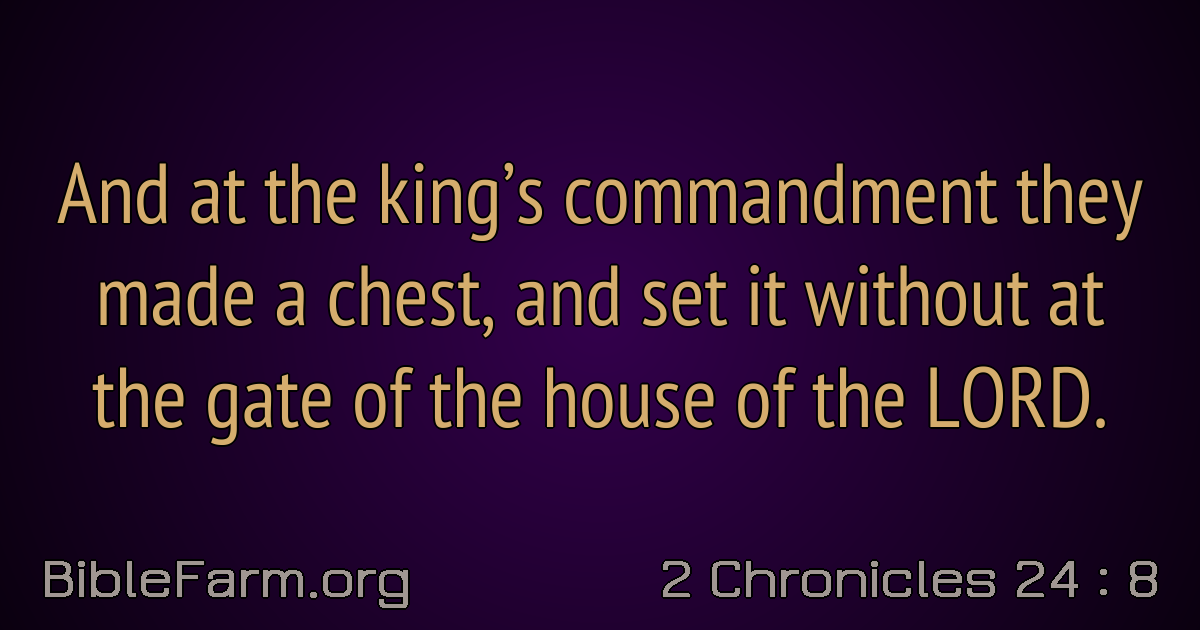 And at the king’s commandment they
made a chest, and set it without at
the gate of the house of the LORD.
BibleFarm.org
2 Chronicles 24 : 8